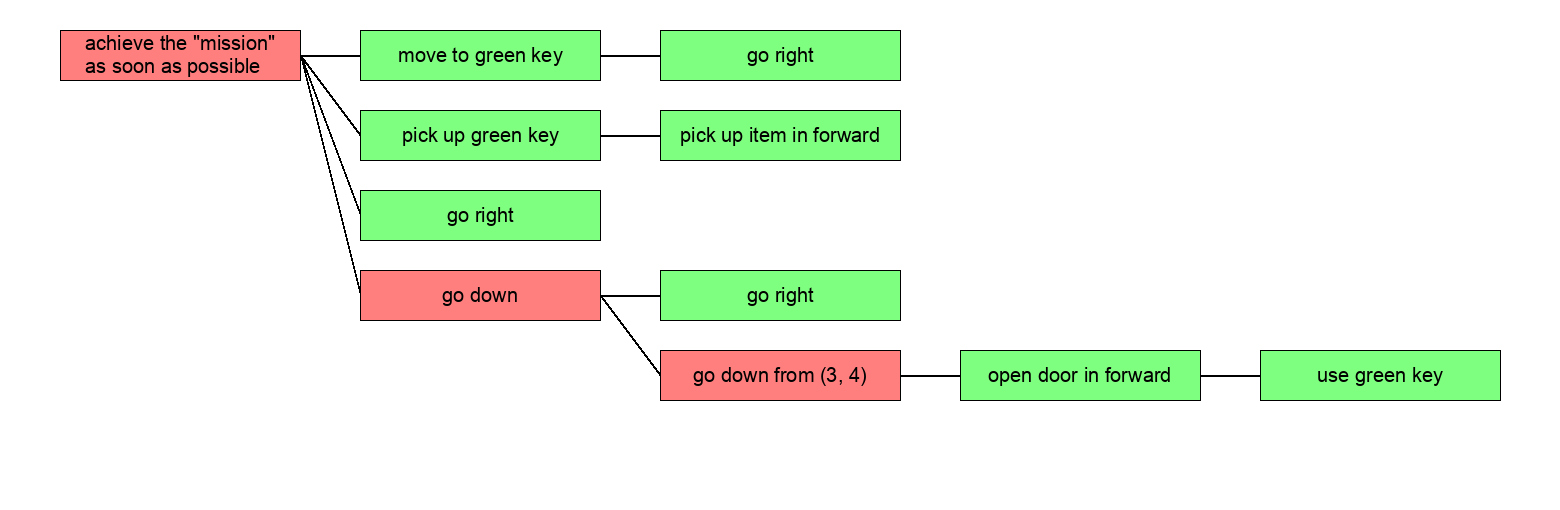 achieve the "mission"
as soon as possible
move to green key
go right
pick up green key
pick up item in forward
go right
go down
go right
go down from (3, 4)
open door in forward
use green key